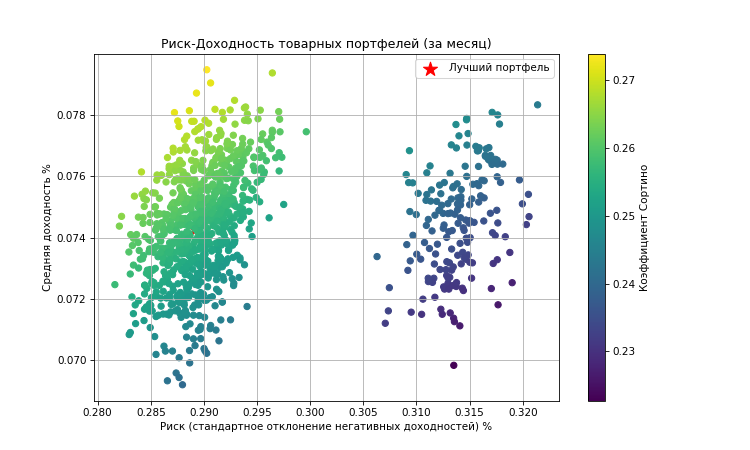 Риск-Доходность товарных портфелей (за месяц)
Лучший портфель
Средняя доходность %
0.078
0.076
0.074
0.072
0.070
0.280 0.285 0.290 0.295 0.300 0.305 0.310 0.315 0.320
Риск (стандартное отклонение негативных доходностей) %
0.27
0.26
0.25
0.24
0.23
Коэффициент Сортино